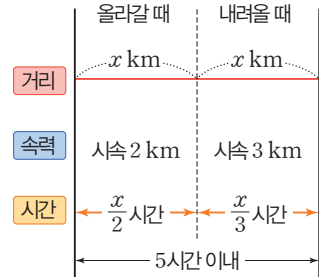 올라갈 때 내려올 때
x km x km
거리
속력 시속 2 km 시속 3 km
시간 x/2 시간 x/3 시간
5시간 이내